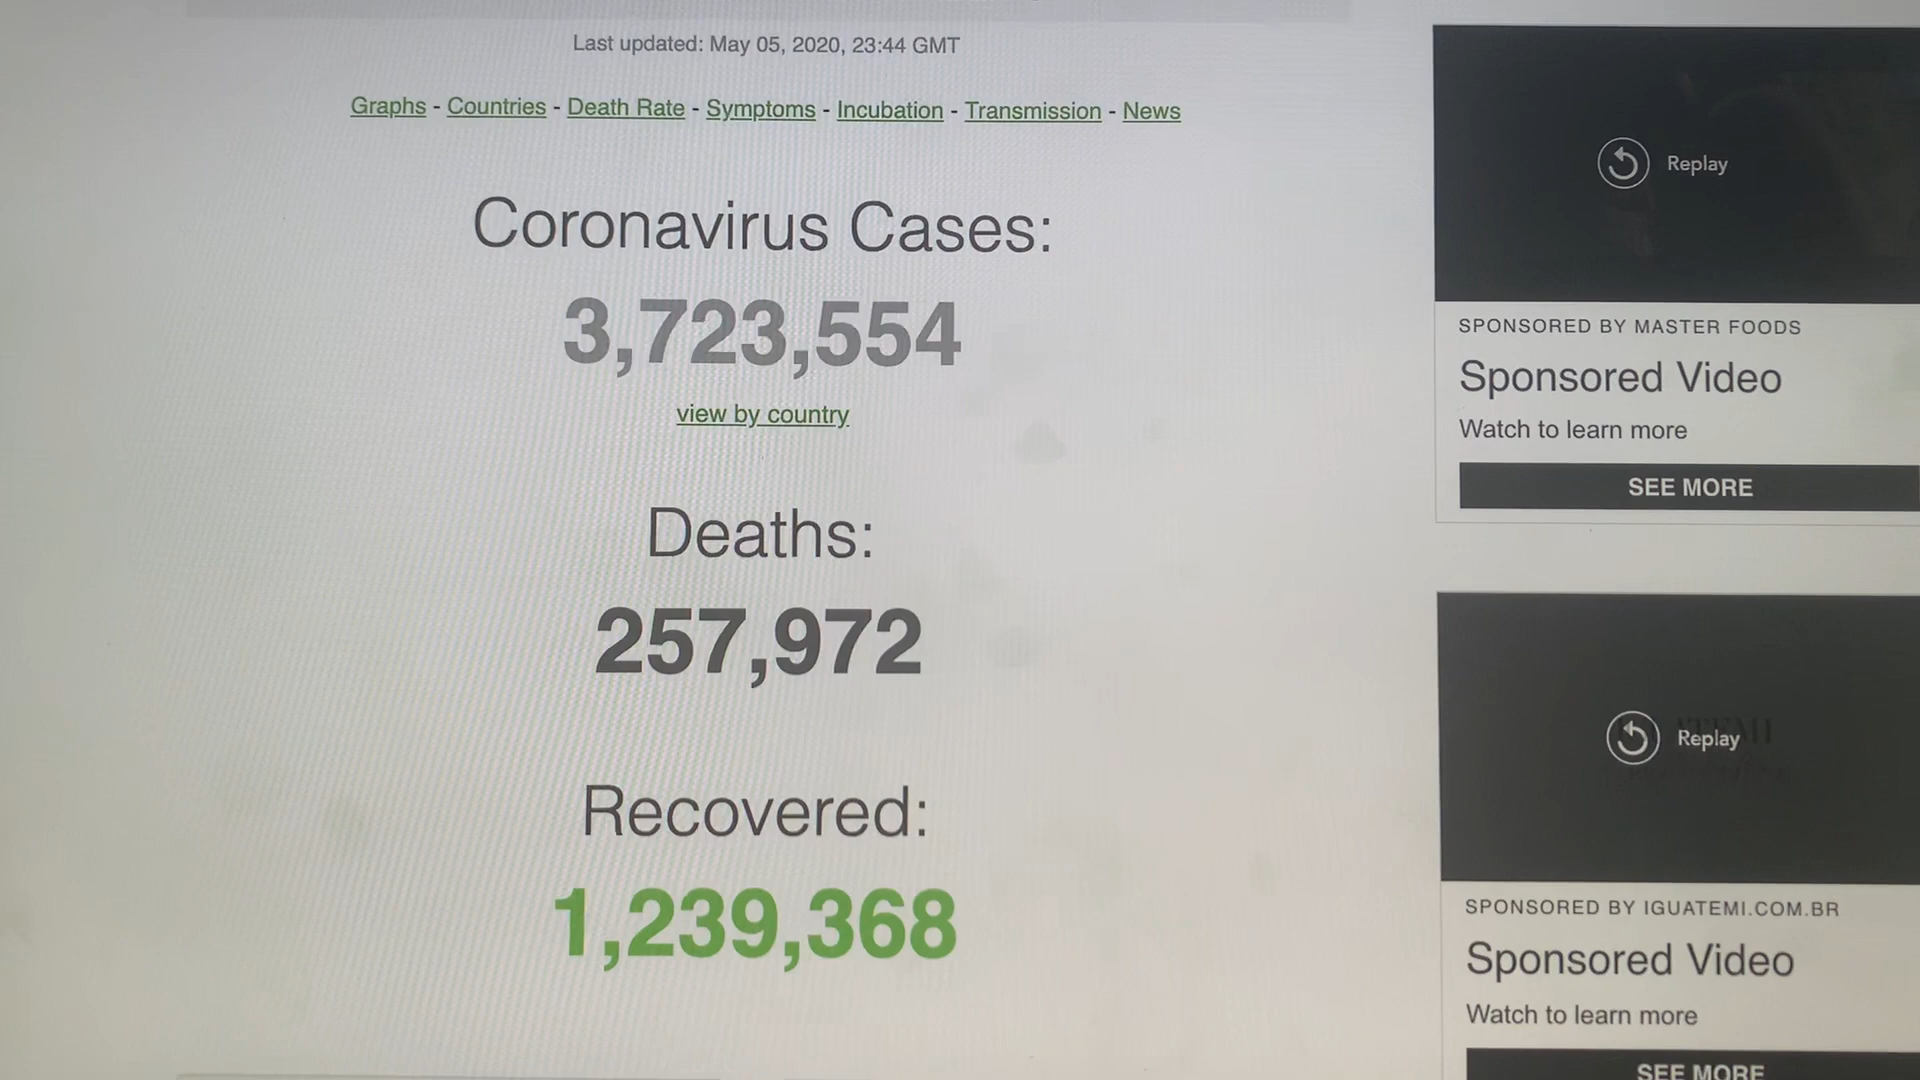 Last updated: May 05, 2020, 23:44 GMT
Graphs - Countries - Death Rate - Symptoms - Incubation - Transmission - News
Coronavirus Cases:
3,723,554
view by country
Deaths:
257,972
Recovered:
1,239,368
Replay
SPONSORED BY MASTER FOODS
Sponsored Video
Watch to learn more
SEE MORE
Replay
SPONSORED BY IGUATEMI.COM.BR
Sponsored Video
Watch to learn more
SEE MORE